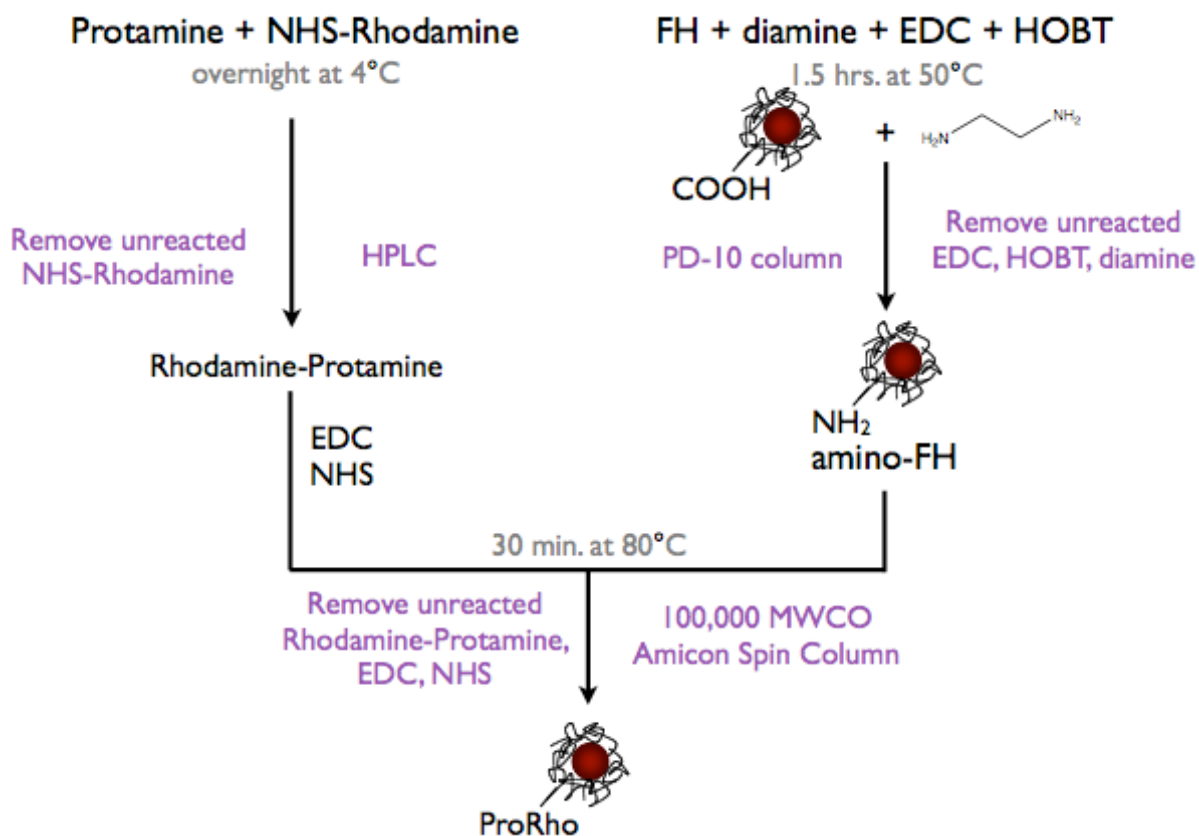 Protamine + NHS-Rhodamine
overnight at 4°C
FH + diamine + EDC + HOBT
1.5 hrs. at 50°C
+
H₂N
NH₂
COOH
Remove unreacted
NHS-Rhodamine
HPLC
PD-10 column
Remove unreacted
EDC, HOBT, diamine
Rhodamine-Protamine
NH₂
amino-FH
EDC
NHS
30 min. at 80°C
Remove unreacted
Rhodamine-Protamine,
EDC, NHS
100,000 MWCO
Amicon Spin Column
ProRho